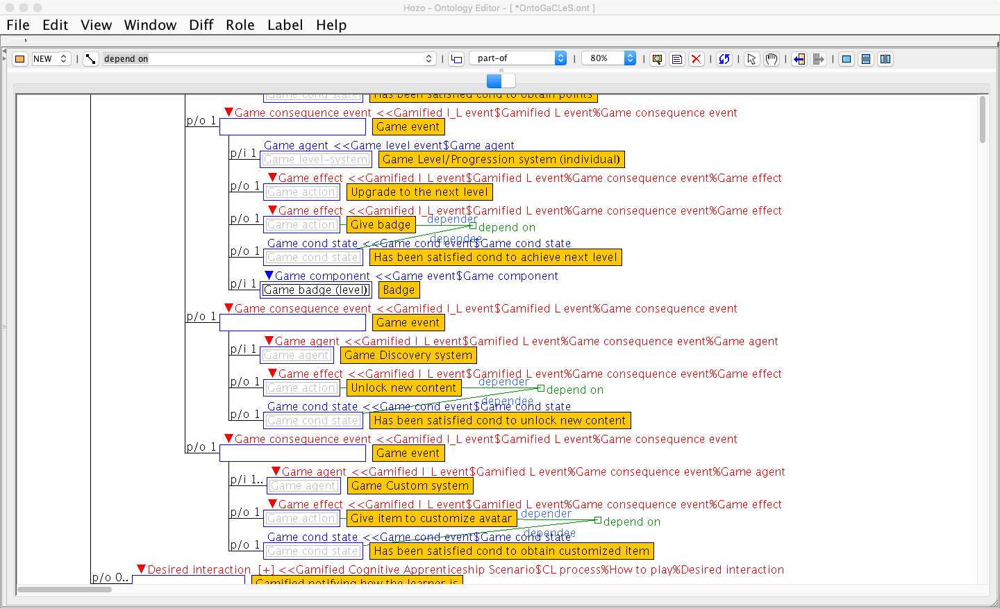 Hozo - Ontology Editor - [ *OntoGaCLeS.ont ]
File Edit View Window Diff Role Label Help
NEW depend on part-of 80%
Game cond state Has been satisfied cond to obtain points
Game consequence event <<Gamified I_L event$Gamified L event%Game consequence event
p/o 1 Game event
Game agent <<Game level event$Game agent
p/i 1 Game level-system Game Level/Progression system (individual)
Game effect <<Gamified I_L event$Gamified L event%Game consequence event%Game effect
p/o 1 Game action Upgrade to the next level
Game effect <<Gamified I_L event$Gamified L event%Game consequence event%Game effect
p/o 1 Game action Give badge depender depend on
dependee
Game cond state <<Game cond event$Game cond state
p/o 1 Game cond state Has been satisfied cond to achieve next level
Game component <<Game event$Game component
p/i 1 Game badge (level) Badge
Game consequence event <<Gamified I_L event$Gamified L event%Game consequence event
p/o 1 Game event
Game agent <<Gamified I_L event$Gamified L event%Game consequence event%Game agent
p/i 1 Game agent Game Discovery system
Game effect <<Gamified I_L event$Gamified L event%Game consequence event%Game effect
p/o 1 Game action Unlock new content depender depend on
dependee
Game cond state <<Game cond event$Game cond state
p/o 1 Game cond state Has been satisfied cond to unlock new content
Game consequence event <<Gamified I_L event$Gamified L event%Game consequence event
p/o 1 Game event
Game agent <<Gamified I_L event$Gamified L event%Game consequence event%Game agent
p/i 1.. Game agent Game Custom system
Game effect <<Gamified I_L event$Gamified L event%Game consequence event%Game effect
p/o 1 Game action Give item to customize avatar depender depend on
dependee
Game cond state <<Game cond event$Game cond state
p/o 1 Game cond state Has been satisfied cond to obtain customized item
Desired interaction [+] <<Gamified Cognitive Apprenticeship Scenario$CL process%How to play%Desired interaction
p/o 0.. Gamified notifying how the learner is